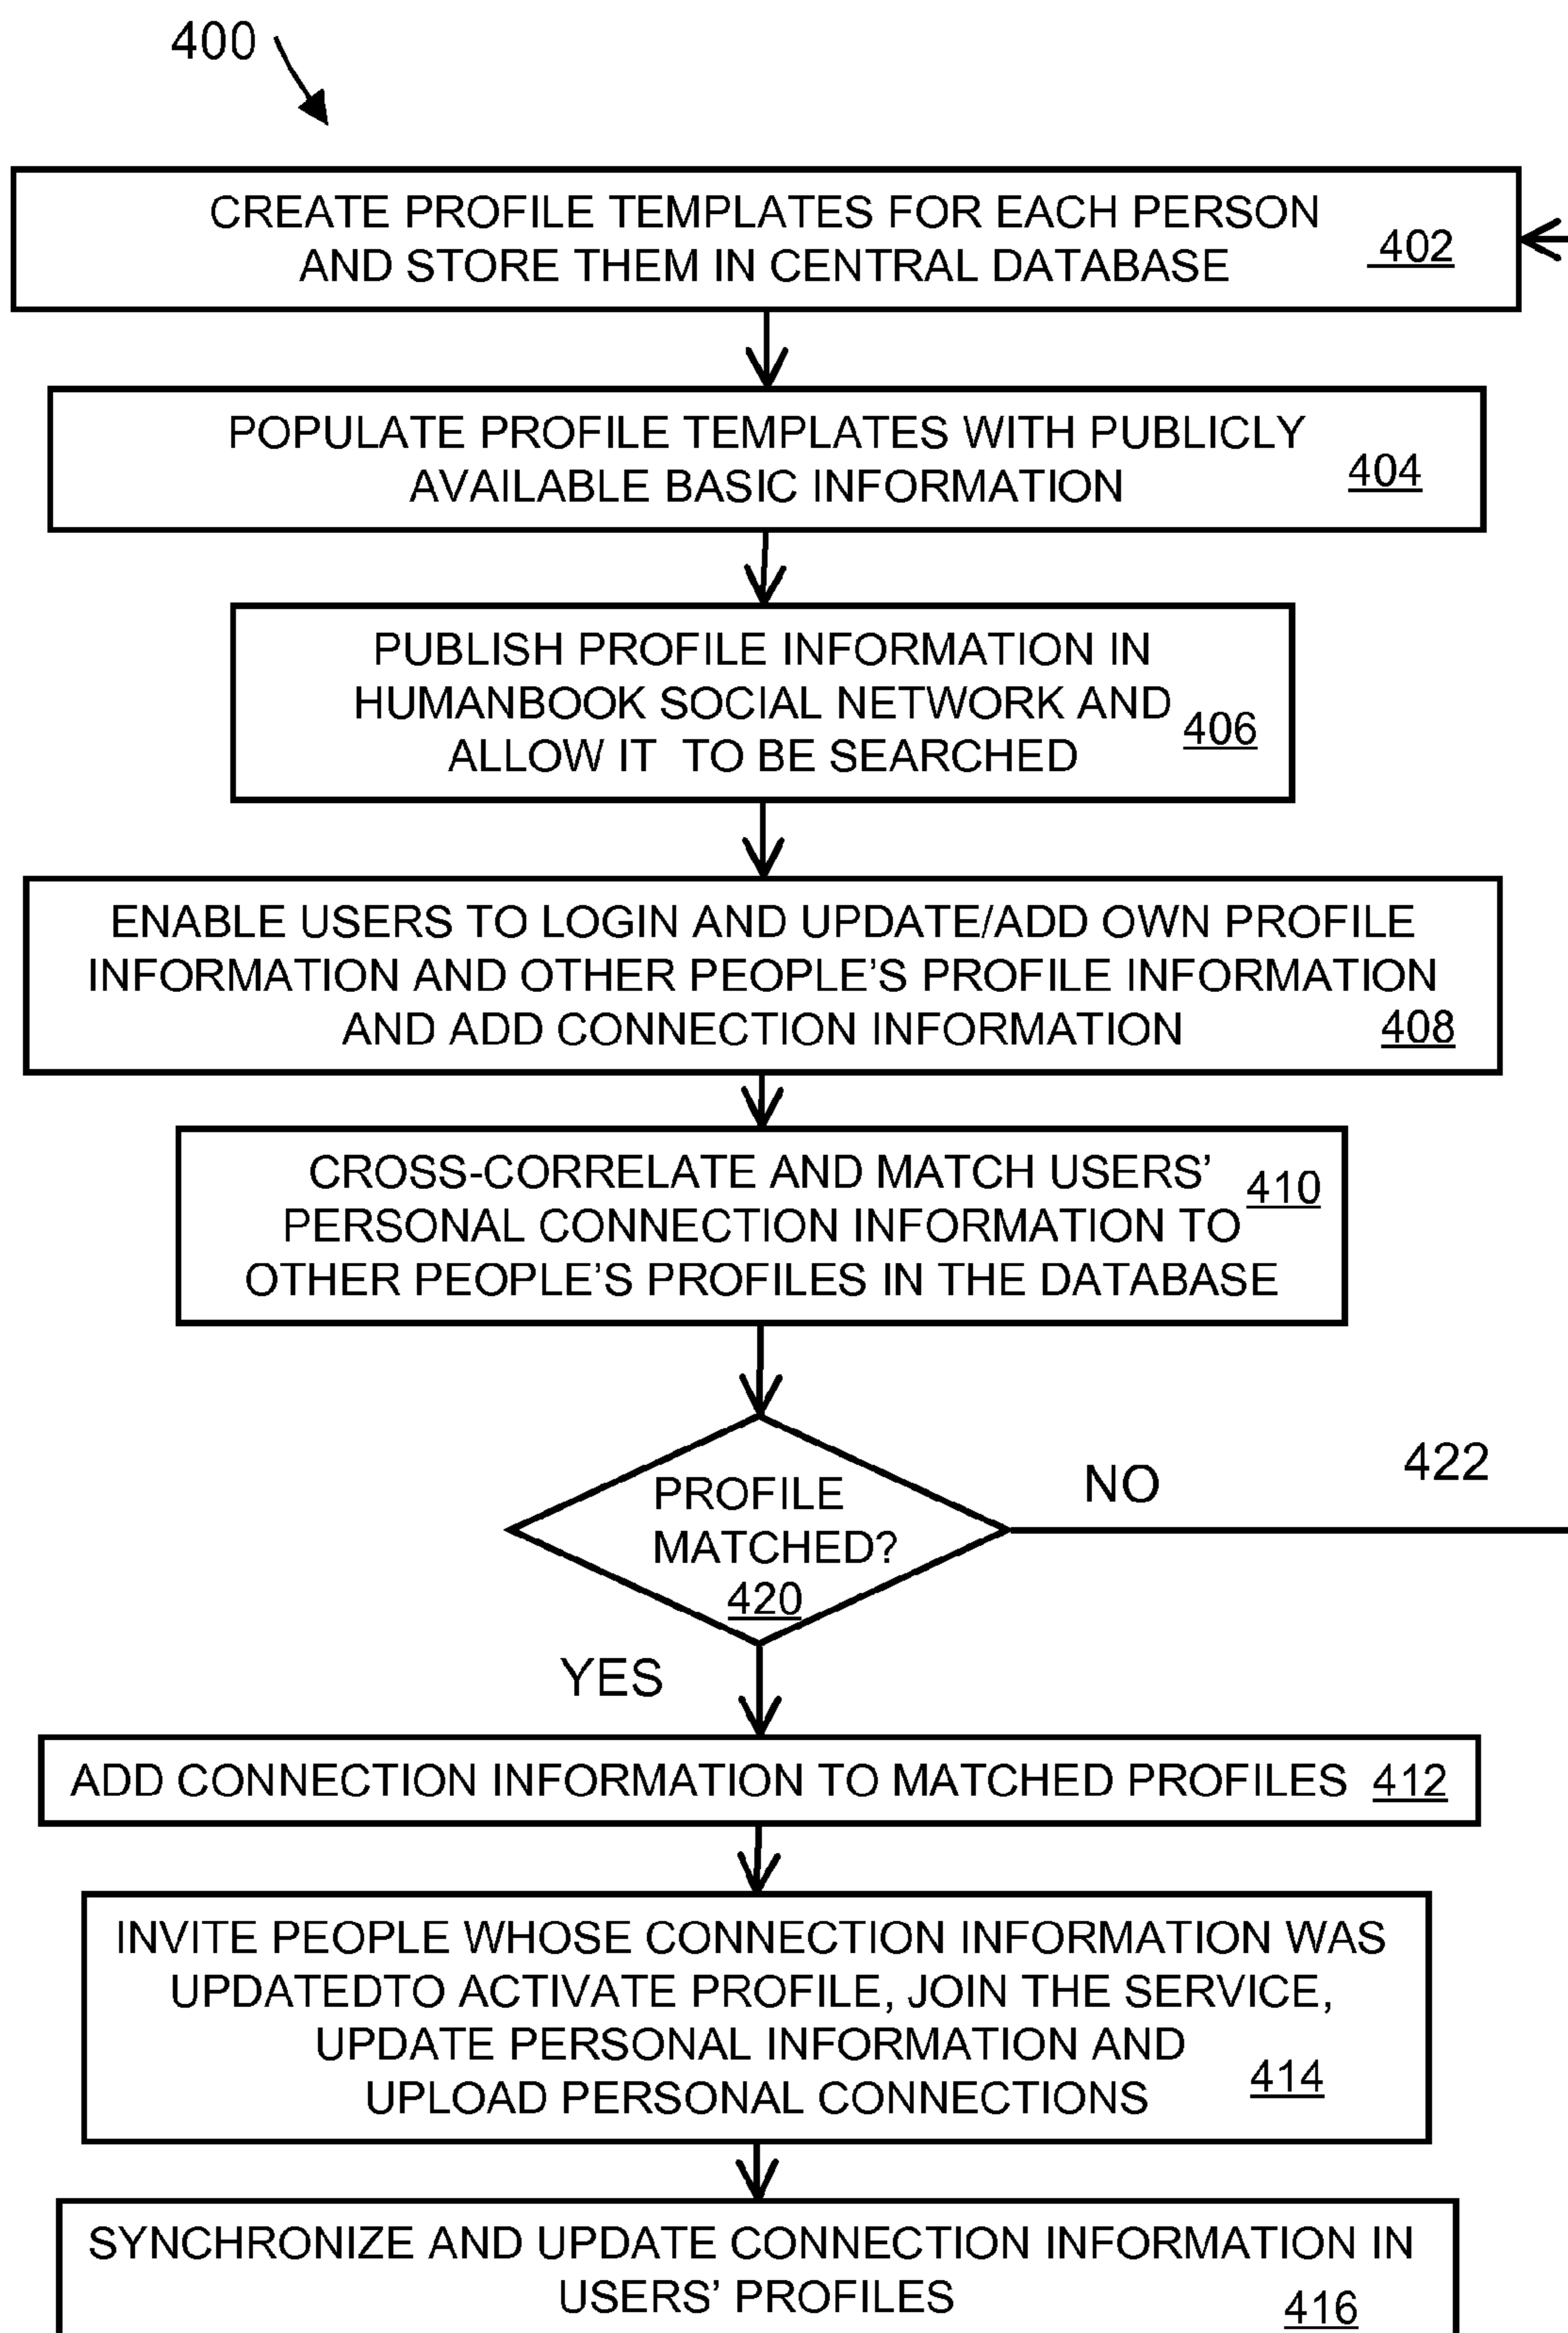 400
CREATE PROFILE TEMPLATES FOR EACH PERSON
AND STORE THEM IN CENTRAL DATABASE
402
POPULATE PROFILE TEMPLATES WITH PUBLICLY
AVAILABLE BASIC INFORMATION
404
PUBLISH PROFILE INFORMATION IN
HUMANBOOK SOCIAL NETWORK AND
ALLOW IT TO BE SEARCHED
406
ENABLE USERS TO LOGIN AND UPDATE/ADD OWN PROFILE
INFORMATION AND OTHER PEOPLE'S PROFILE INFORMATION
AND ADD CONNECTION INFORMATION
408
CROSS-CORRELATE AND MATCH USERS'
PERSONAL CONNECTION INFORMATION TO
OTHER PEOPLE'S PROFILES IN THE DATABASE
410
PROFILE
MATCHED?
420
NO
422
YES
ADD CONNECTION INFORMATION TO MATCHED PROFILES 412
INVITE PEOPLE WHOSE CONNECTION INFORMATION WAS
UPDATEDTO ACTIVATE PROFILE, JOIN THE SERVICE,
UPDATE PERSONAL INFORMATION AND
UPLOAD PERSONAL CONNECTIONS
414
SYNCHRONIZE AND UPDATE CONNECTION INFORMATION IN
USERS' PROFILES
416